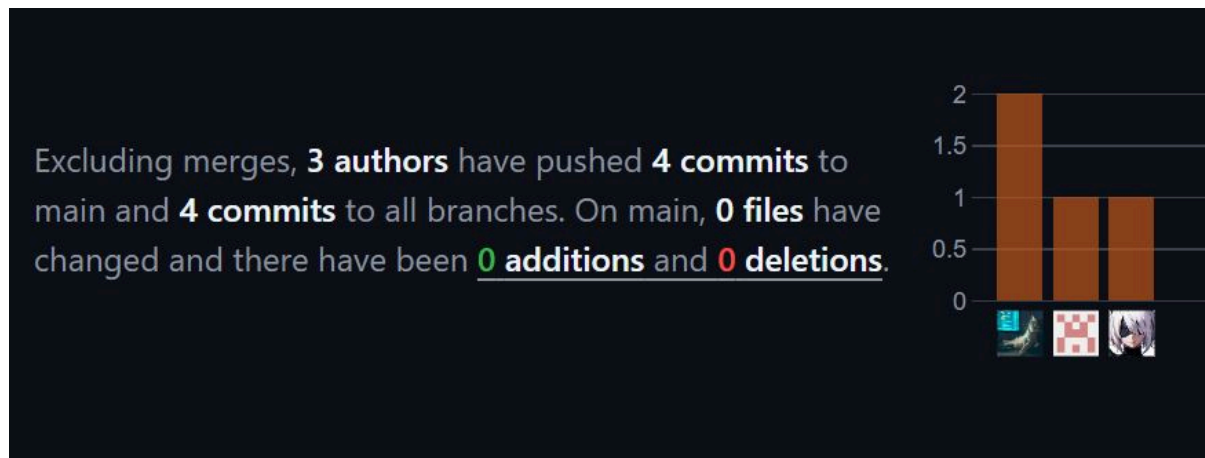 Excluding merges, 3 authors have pushed 4 commits to
main and 4 commits to all branches. On main, 0 files have
changed and there have been 0 additions and 0 deletions.
2
1.5
1
0.5
0